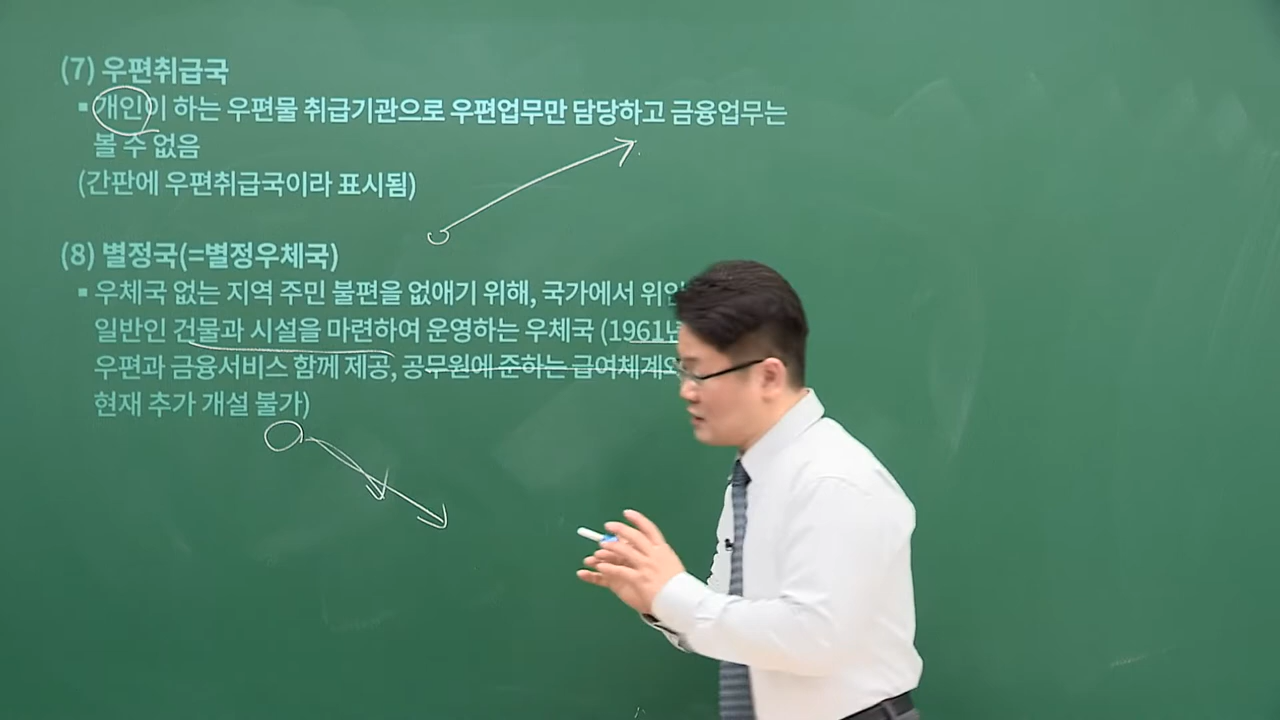 (7) 우편취급국
▪ 개인이 하는 우편물 취급기관으로 우편업무만 담당하고 금융업무는
볼 수 없음
(간판에 우편취급국이라 표시됨)
(8) 별정국(=별정우체국)
▪ 우체국 없는 지역 주민 불편을 없애기 위해, 국가에서
일반인 건물과 시설을 마련하여 운영하는 우체국 (1961년
우편과 금융서비스 함께 제공, 공무원에 준하는 급여체계와
현재 추가 개설 불가)